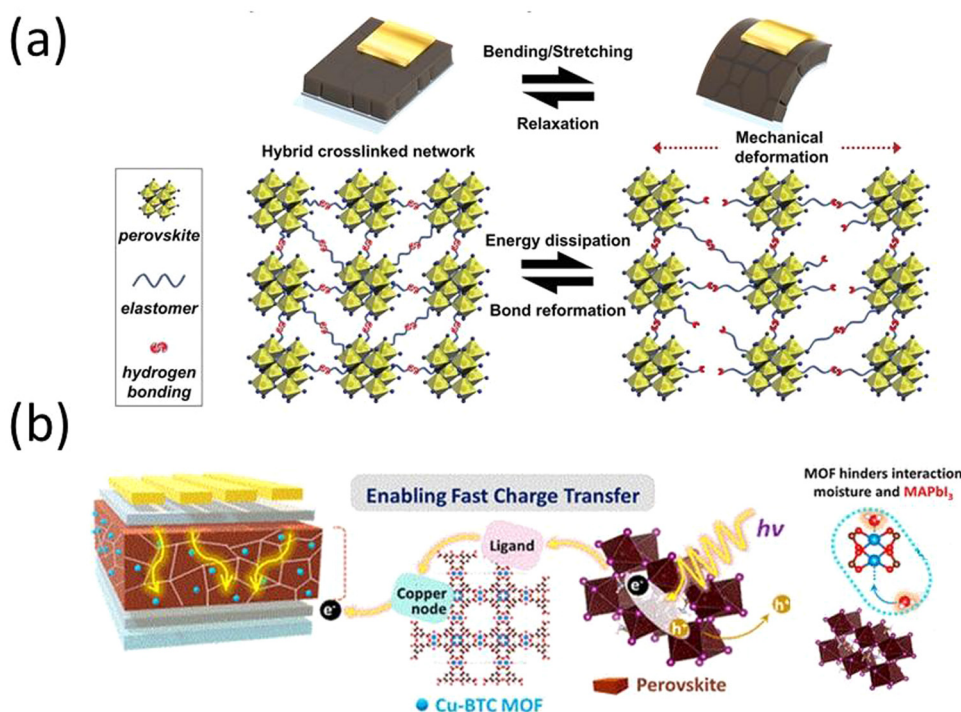 (a)
Bending/Stretching
Relaxation
Hybrid crosslinked network
Mechanical
deformation
perovskite
elastomer
hydrogen
bonding
Energy dissipation
Bond reformation
(b)
Enabling Fast Charge Transfer
MOF hinders interaction
moisture and MAPbI3
hν
Ligand
Copper
node
e-
e-
h+
h+
Cu-BTC MOF
Perovskite